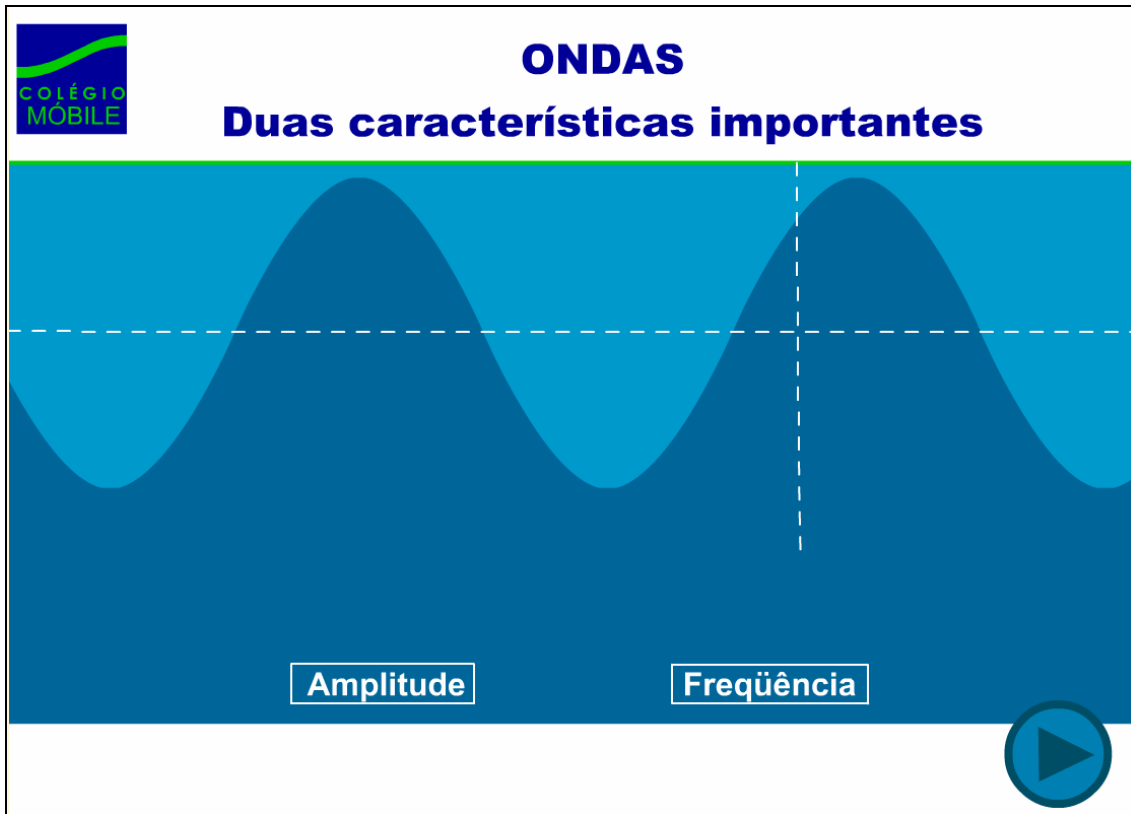 COLÉGIO
MÓBILE
ONDAS
Duas características importantes
Amplitude
Freqüência